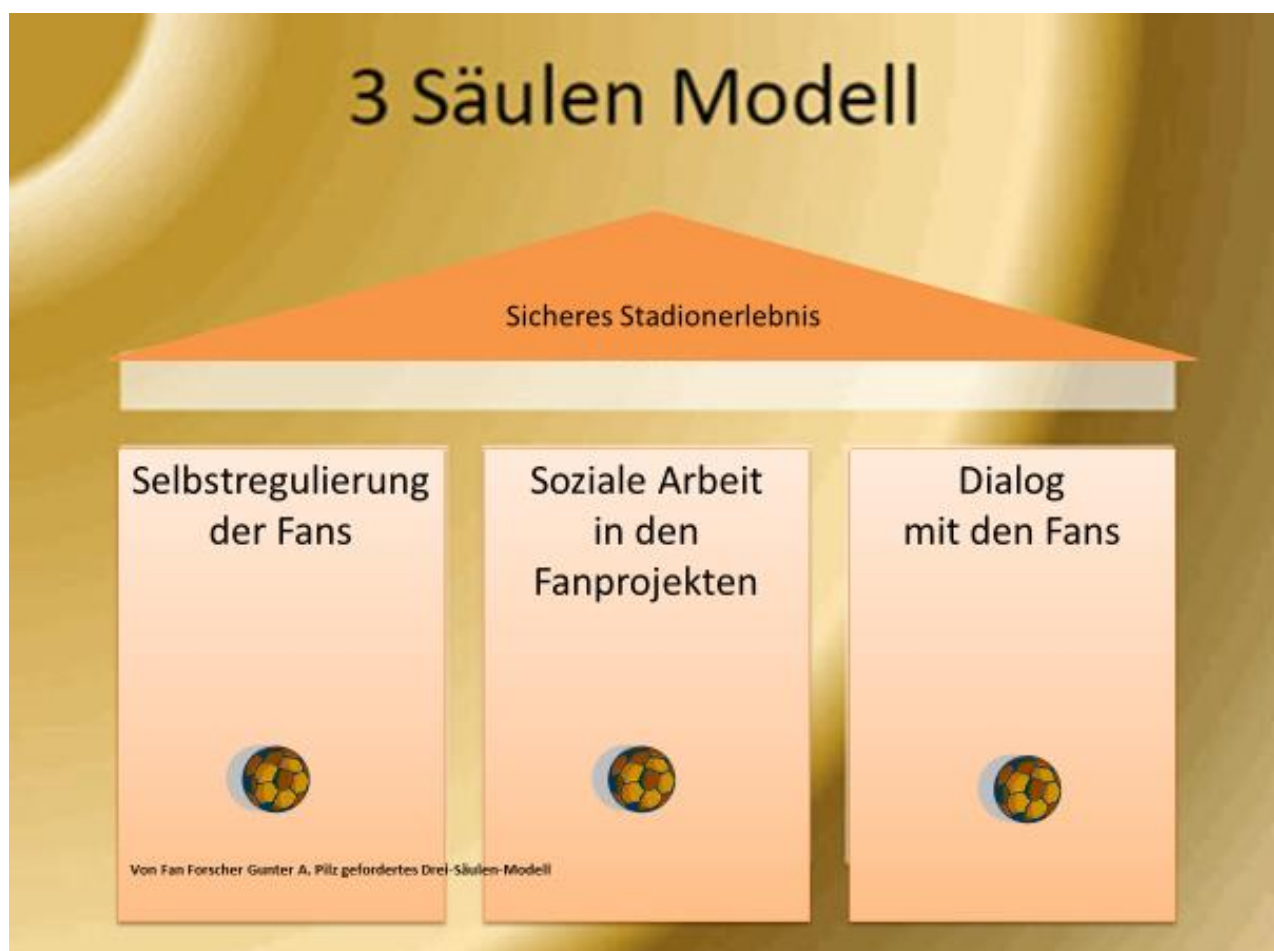 3 Säulen Modell
Sicheres Stadionerlebnis
Selbstregulierung
der Fans
Soziale Arbeit
in den
Fanprojekten
Dialog
mit den Fans
Von Fan Forscher Gunter A. Pilz gefordertes Drei-Säulen-Modell